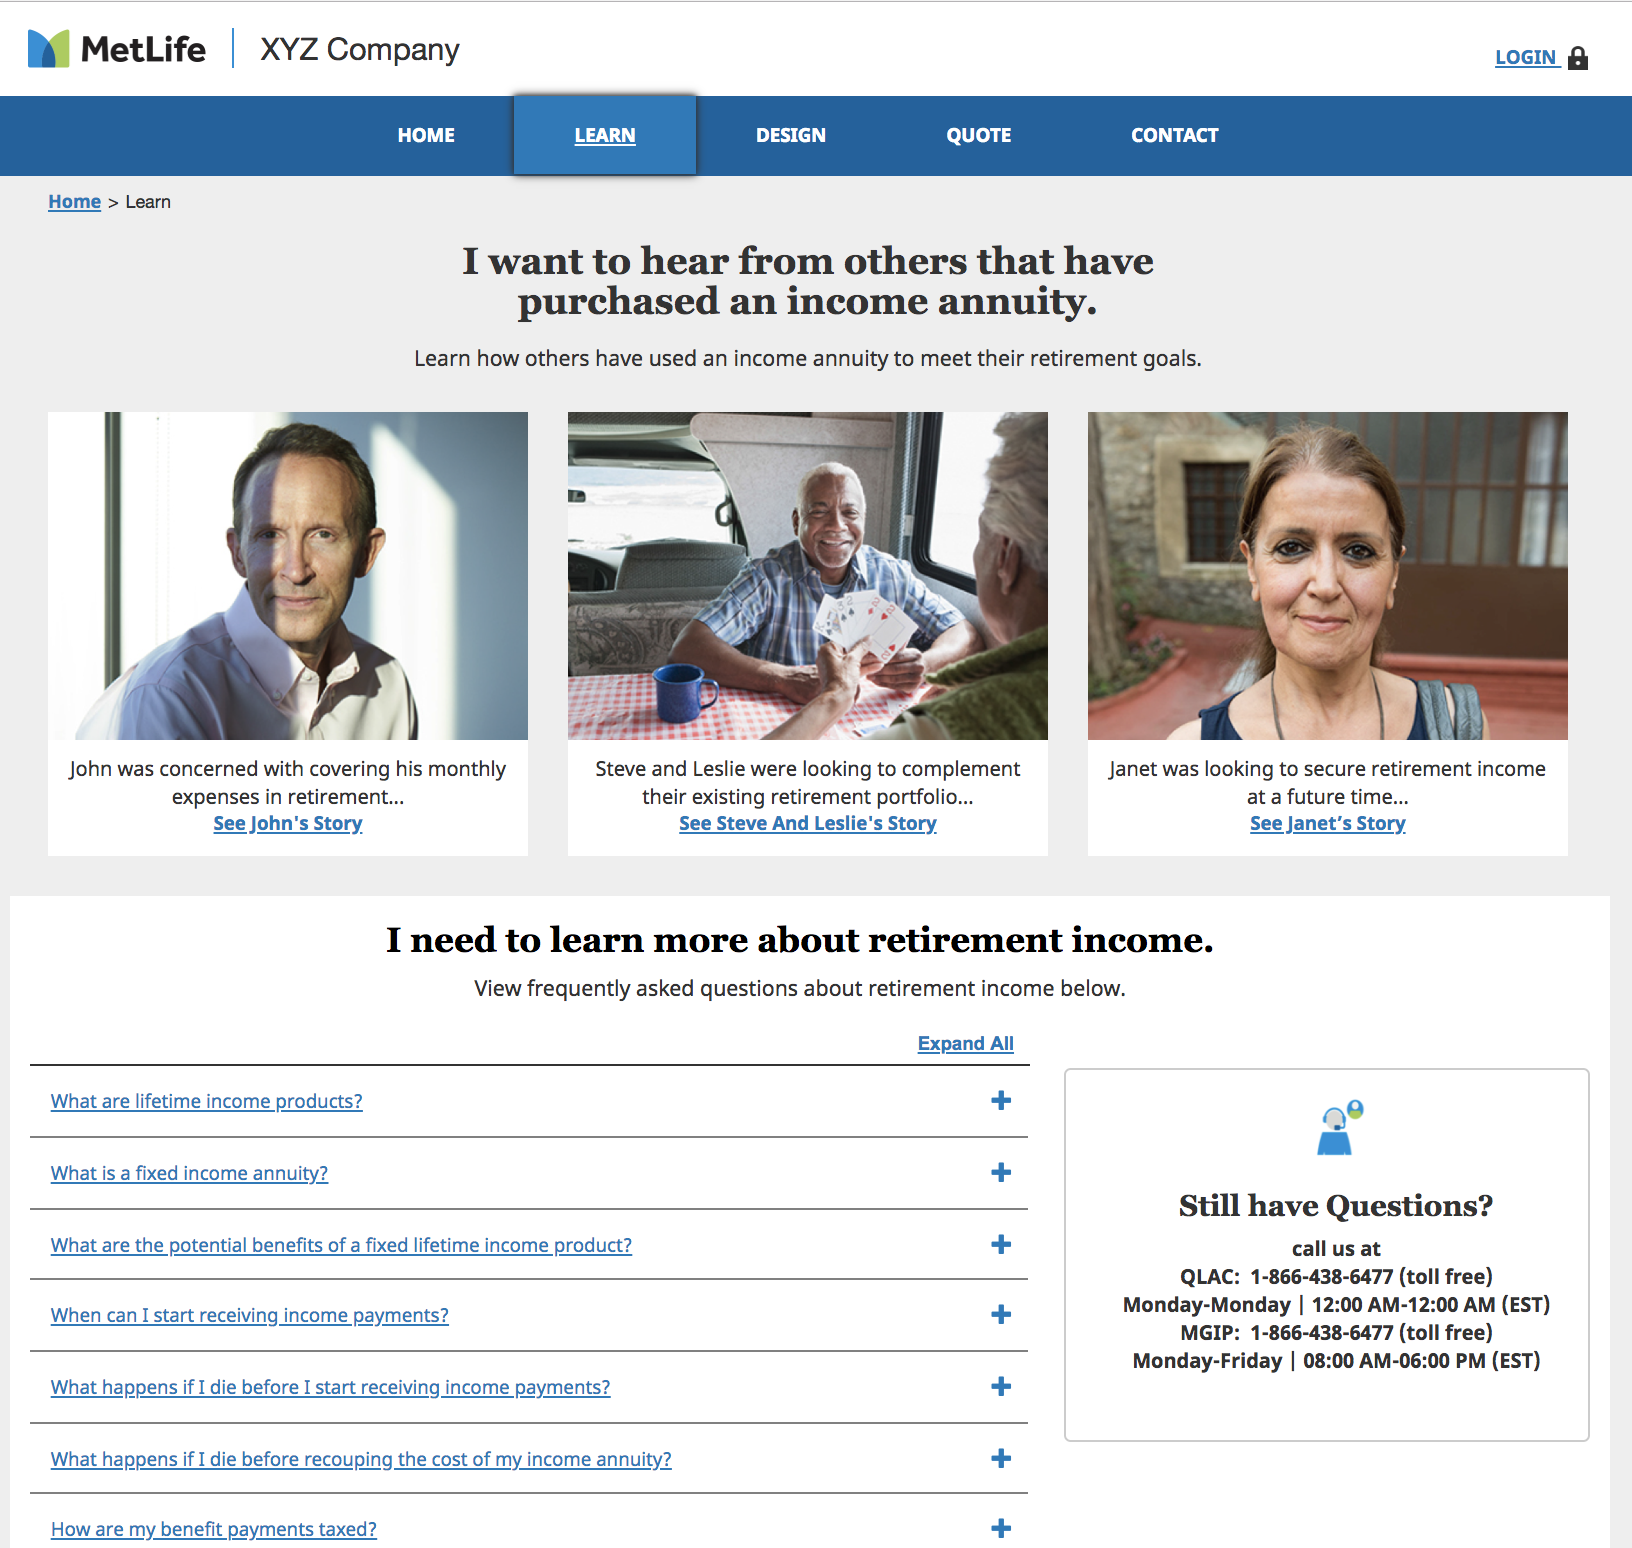 MetLife
XYZ Company
LOGIN
HOME
LEARN
DESIGN
QUOTE
CONTACT
Home > Learn
I want to hear from others that have
purchased an income annuity.
Learn how others have used an income annuity to meet their retirement goals.
John was concerned with covering his monthly
expenses in retirement...
See John's Story
Steve and Leslie were looking to complement
their existing retirement portfolio...
See Steve And Leslie's Story
Janet was looking to secure retirement income
at a future time...
See Janet’s Story
I need to learn more about retirement income.
View frequently asked questions about retirement income below.
Expand All
What are lifetime income products?
What is a fixed income annuity?
What are the potential benefits of a fixed lifetime income product?
When can I start receiving income payments?
What happens if I die before I start receiving income payments?
What happens if I die before recouping the cost of my income annuity?
How are my benefit payments taxed?
Still have Questions?
call us at
QLAC: 1-866-438-6477 (toll free)
Monday-Monday | 12:00 AM-12:00 AM (EST)
MGIP: 1-866-438-6477 (toll free)
Monday-Friday | 08:00 AM-06:00 PM (EST)